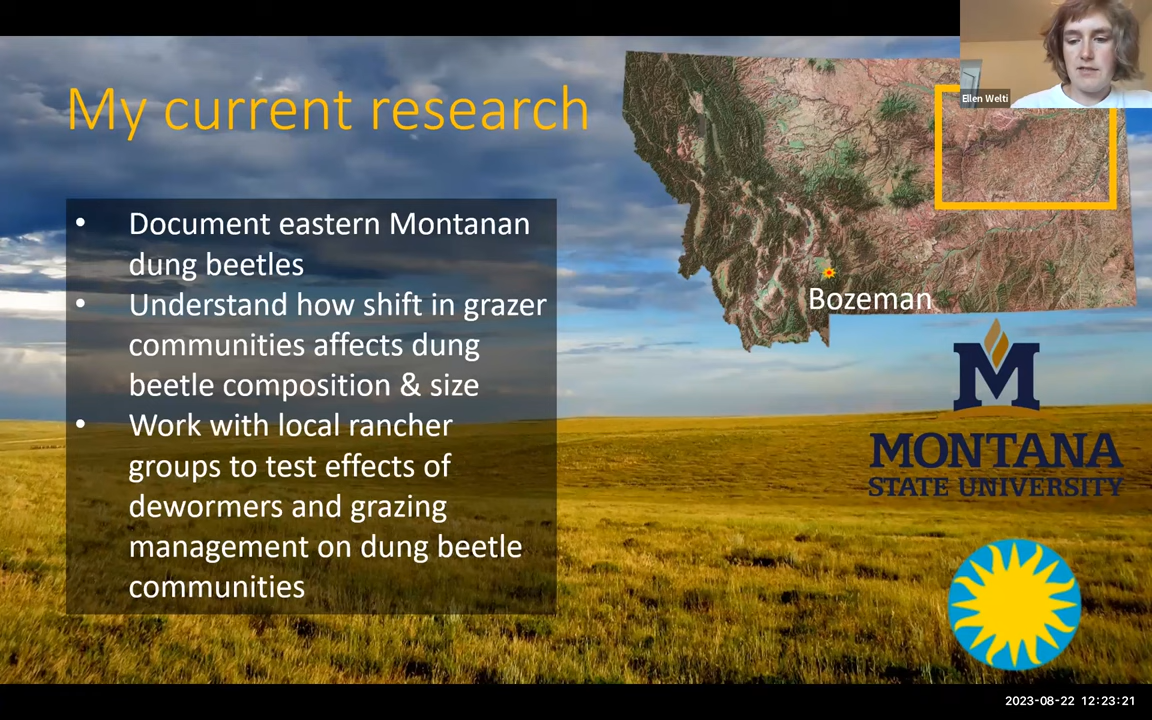 Ellen Welti
My current research
• Document eastern Montanan
dung beetles
• Understand how shift in grazer
communities affects dung
beetle composition & size
• Work with local rancher
groups to test effects of
dewormers and grazing
management on dung beetle
communities
Bozeman
M
MONTANA
STATE UNIVERSITY
2023-08-22 12:23:21